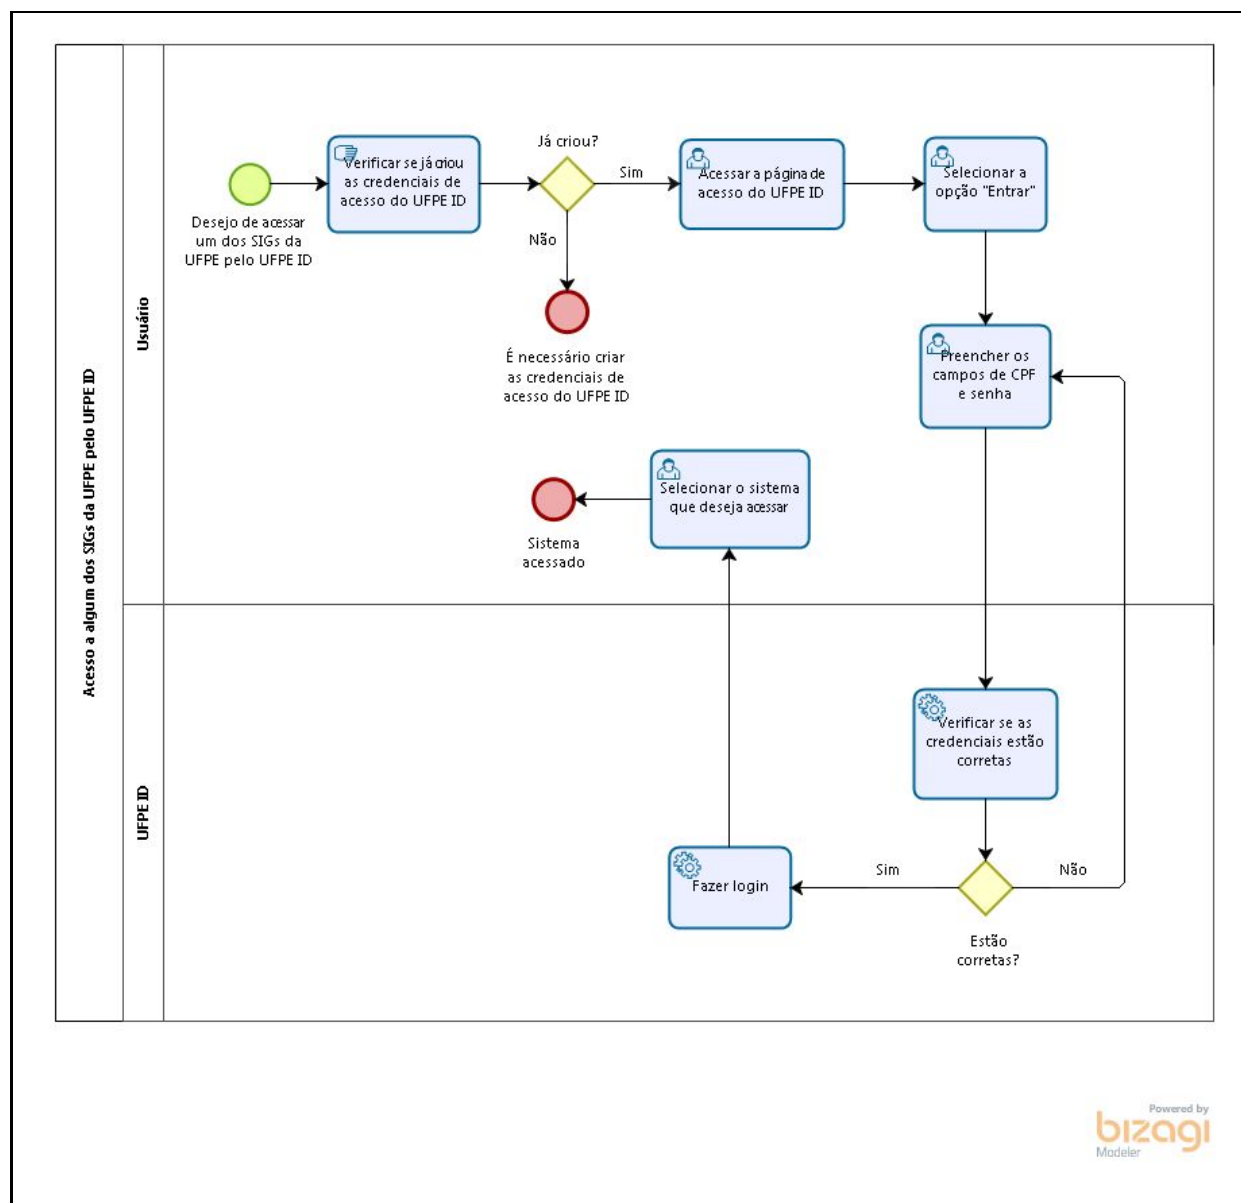 Acesso a algum dos SIGs da UFPE pelo UFPE ID
Usuário
Desejo de acessar
um dos SIGs da
UFPE pelo UFPE ID
Verificar se já criou
as credenciais de
acesso do UFPE ID
Já criou?
Sim
Não
É necessário criar
as credenciais de
acesso do UFPE ID
Acessar a página de
acesso do UFPE ID
Selecionar a
opção "Entrar"
Preencher os
campos de CPF
e senha
Selecionar o sistema
que deseja acessar
Sistema
acessado
UFPE ID
Verificar se as
credenciais estão
corretas
Sim
Não
Estão
corretas?
Fazer login
Powered by
bizagi
Modeler